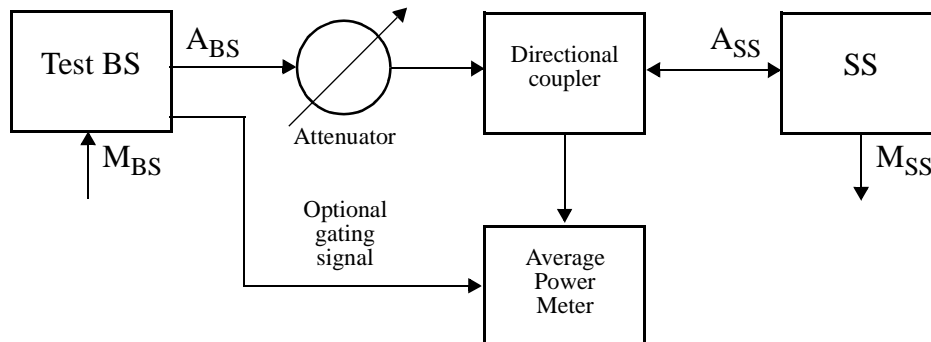 Test BS
A_BS
Attenuator
Directional
coupler
A_SS
SS
M_BS
M_SS
Optional
gating
signal
Average
Power
Meter